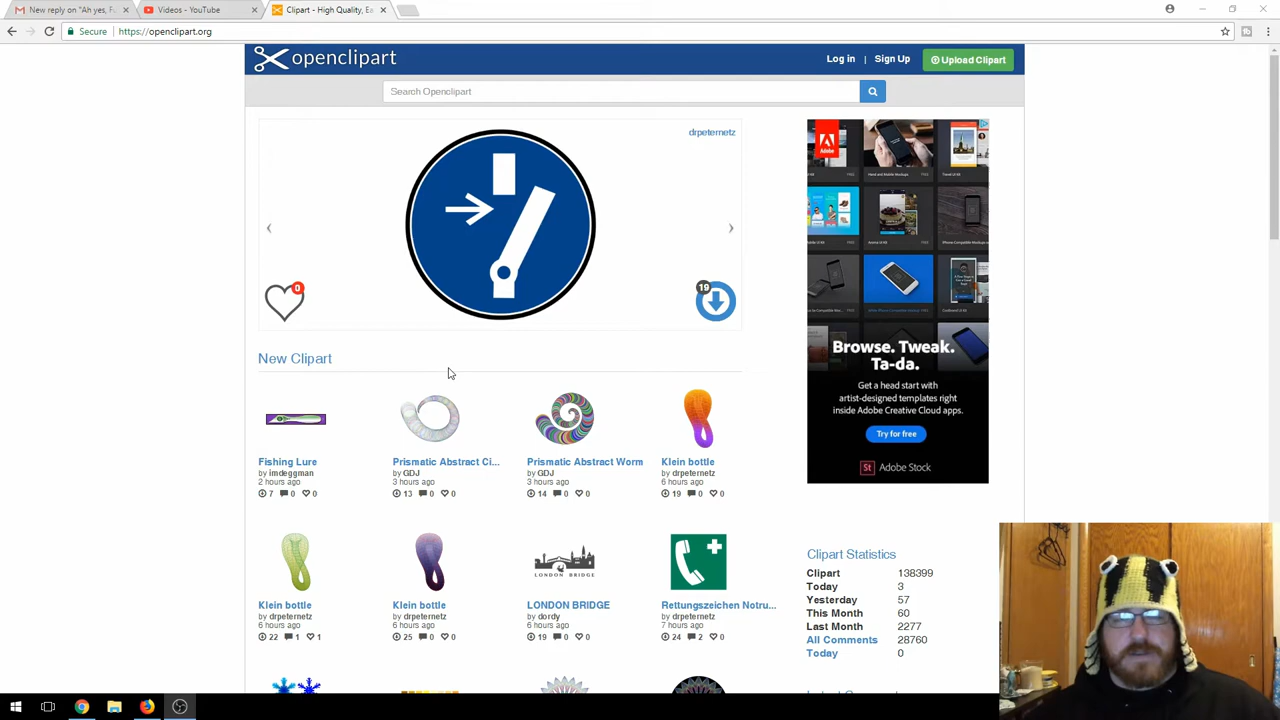 New reply on "Ah yes, F
Videos - YouTube
Clipart - High Quality, Ea
Secure
https://openclipart.org
openclipart
Log in | Sign Up
Upload Clipart
Search Openclipart
drpeternetz
0
19
New Clipart
Fishing Lure
by imdeggman
2 hours ago
7 0 0
Prismatic Abstract Ci...
by GDJ
3 hours ago
13 0 0
Prismatic Abstract Worm
by GDJ
3 hours ago
14 0 0
Klein bottle
by drpeternetz
6 hours ago
19 0 0
Klein bottle
by drpeternetz
6 hours ago
22 1 1
Klein bottle
by drpeternetz
6 hours ago
25 0 0
LONDON BRIDGE
LONDON BRIDGE
by dordy
6 hours ago
19 0 0
Rettungszeichen Notru...
by drpeternetz
7 hours ago
24 2 0
Adobe
Browse. Tweak.
Ta-da.
Get a head start with
artist-designed templates right
inside Adobe Creative Cloud apps.
Try for free
St Adobe Stock
Clipart Statistics
Clipart 138399
Today 3
Yesterday 57
This Month 60
Last Month 2277
All Comments 28760
Today 0